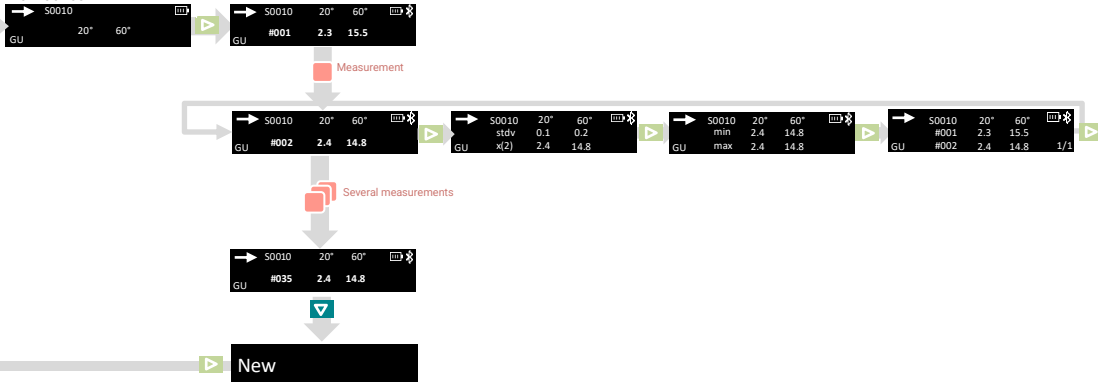 S0010
20° 60°
GU
S0010 20° 60°
#001 2.3 15.5
GU
Measurement
S0010 20° 60°
#002 2.4 14.8
GU
S0010 20° 60°
stdv 0.1 0.2
x(2) 2.4 14.8
GU
S0010 20° 60°
min 2.4 14.8
max 2.4 14.8
GU
S0010 20° 60°
#001 2.3 15.5
GU #002 2.4 14.8 1/1
Several measurements
S0010 20° 60°
#035 2.4 14.8
GU
New